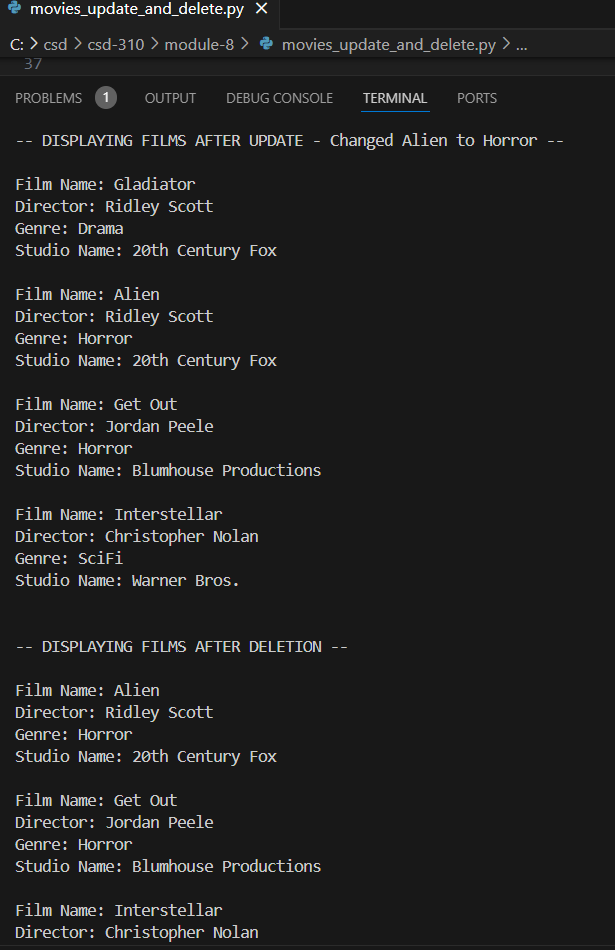 movies_update_and_delete.py ×
C: > csd > csd-310 > module-8 > movies_update_and_delete.py > ...
37
PROBLEMS 1 OUTPUT DEBUG CONSOLE TERMINAL PORTS
-- DISPLAYING FILMS AFTER UPDATE - Changed Alien to Horror --
Film Name: Gladiator
Director: Ridley Scott
Genre: Drama
Studio Name: 20th Century Fox
Film Name: Alien
Director: Ridley Scott
Genre: Horror
Studio Name: 20th Century Fox
Film Name: Get Out
Director: Jordan Peele
Genre: Horror
Studio Name: Blumhouse Productions
Film Name: Interstellar
Director: Christopher Nolan
Genre: SciFi
Studio Name: Warner Bros.
-- DISPLAYING FILMS AFTER DELETION --
Film Name: Alien
Director: Ridley Scott
Genre: Horror
Studio Name: 20th Century Fox
Film Name: Get Out
Director: Jordan Peele
Genre: Horror
Studio Name: Blumhouse Productions
Film Name: Interstellar
Director: Christopher Nolan